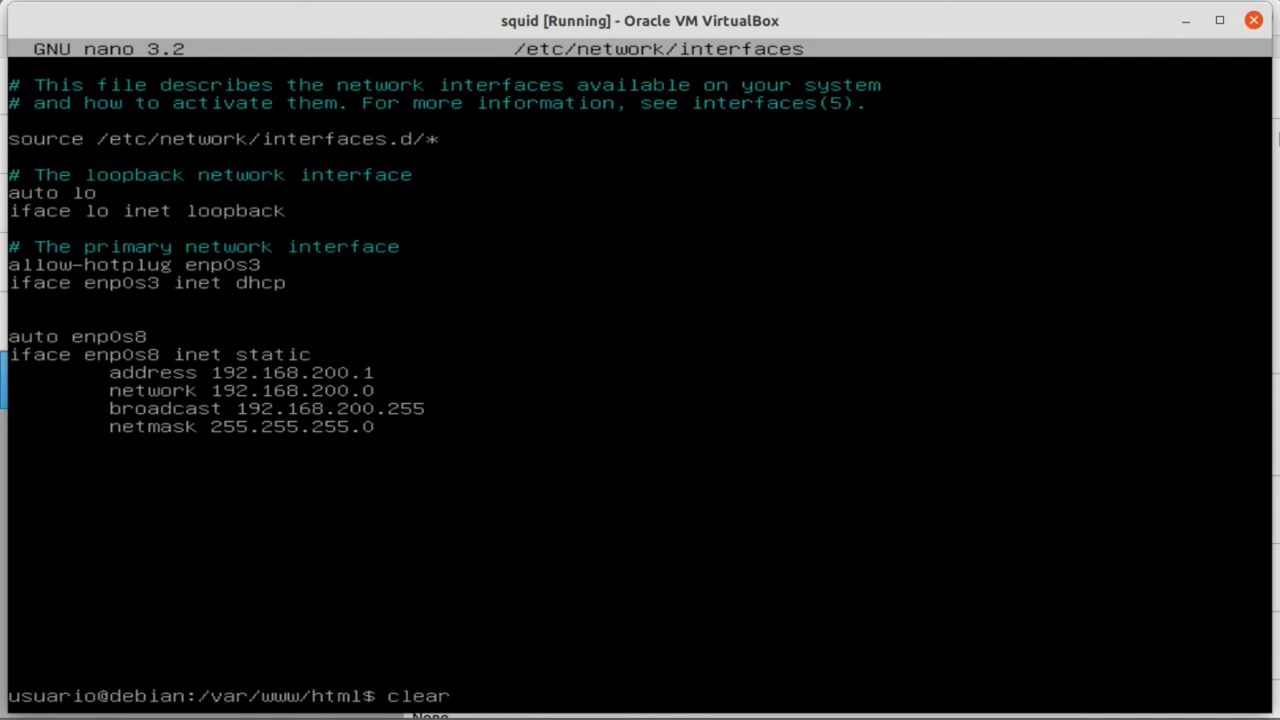 squid [Running] - Oracle VM VirtualBox
GNU nano 3.2 /etc/network/interfaces
# This file describes the network interfaces available on your system
# and how to activate them. For more information, see interfaces(5).
source /etc/network/interfaces.d/*
# The loopback network interface
auto lo
iface lo inet loopback
# The primary network interface
allow-hotplug enp0s3
iface enp0s3 inet dhcp
auto enp0s8
iface enp0s8 inet static
address 192.168.200.1
network 192.168.200.0
broadcast 192.168.200.255
netmask 255.255.255.0
usuario@debian:/var/www/html$ clear
None